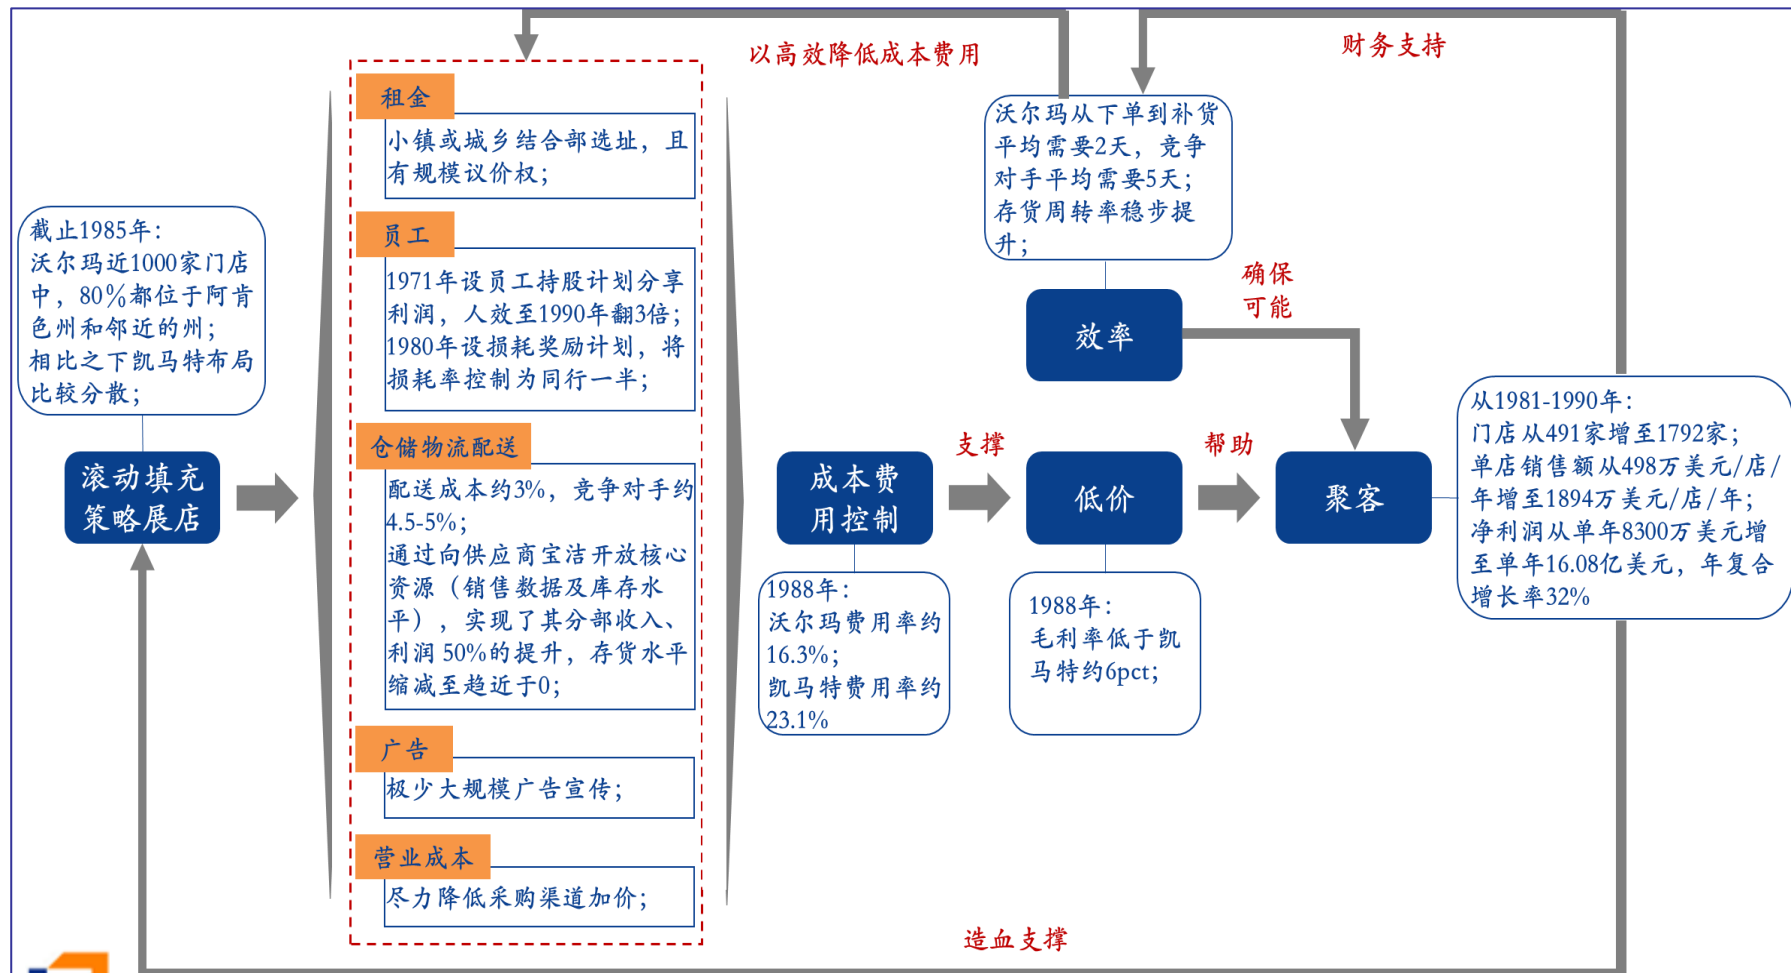 以高效降低成本费用
财务支持
租金
小镇或城乡结合部选址，且
有规模议价权；
沃尔玛从下单到补货
平均需要2天，竞争
对手平均需要5天；
存货周转率稳步提
升；
截止1985年：
沃尔玛近1000家门店
中，80%都位于阿肯
色州和邻近的州；
相比之下凯马特布局
比较分散；
员工
1971年设员工持股计划分享
利润，人效至1990年翻3倍；
1980年设损耗奖励计划，将
损耗率控制为同行一半；
确保
可能
效率
从1981-1990年：
门店从491家增至1792家；
单店销售额从498万美元/店/
年增至1894万美元/店/年；
净利润从单年8300万美元增
至单年16.08亿美元，年复合
增长率32%
仓储物流配送
配送成本约3%，竞争对手约
4.5-5%；
通过向供应商宝洁开放核心
资源（销售数据及库存水
平），实现了其分部收入、
利润 50%的提升，存货水平
缩减至趋近于0；
滚动填充
策略展店
成本费
用控制
支撑
低价
帮助
聚客
1988年：
沃尔玛费用率约
16.3%；
凯马特费用率约
23.1%
1988年：
毛利率低于凯
马特约6pct；
广告
极少大规模广告宣传；
营业成本
尽力降低采购渠道加价；
造血支撑